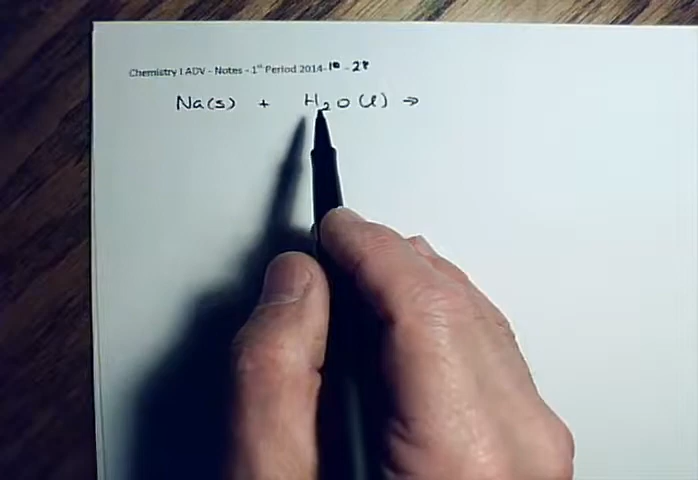 Chemistry I ADV - Notes - 1st Period 2014-10-28
Na(s) + H₂O(l) →